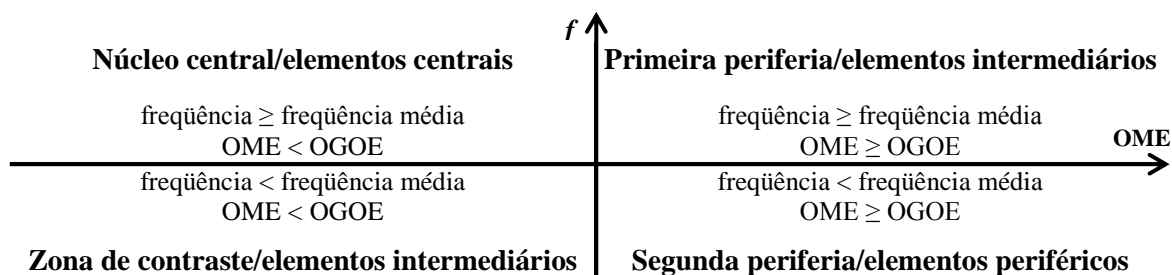 f
Núcleo central/elementos centrais
freqüência ≥ freqüência média
OME < OGOE
Primeira periferia/elementos intermediários
freqüência ≥ freqüência média
OME ≥ OGOE
OME
freqüência < freqüência média
OME < OGOE
Zona de contraste/elementos intermediários
freqüência < freqüência média
OME ≥ OGOE
Segunda periferia/elementos periféricos